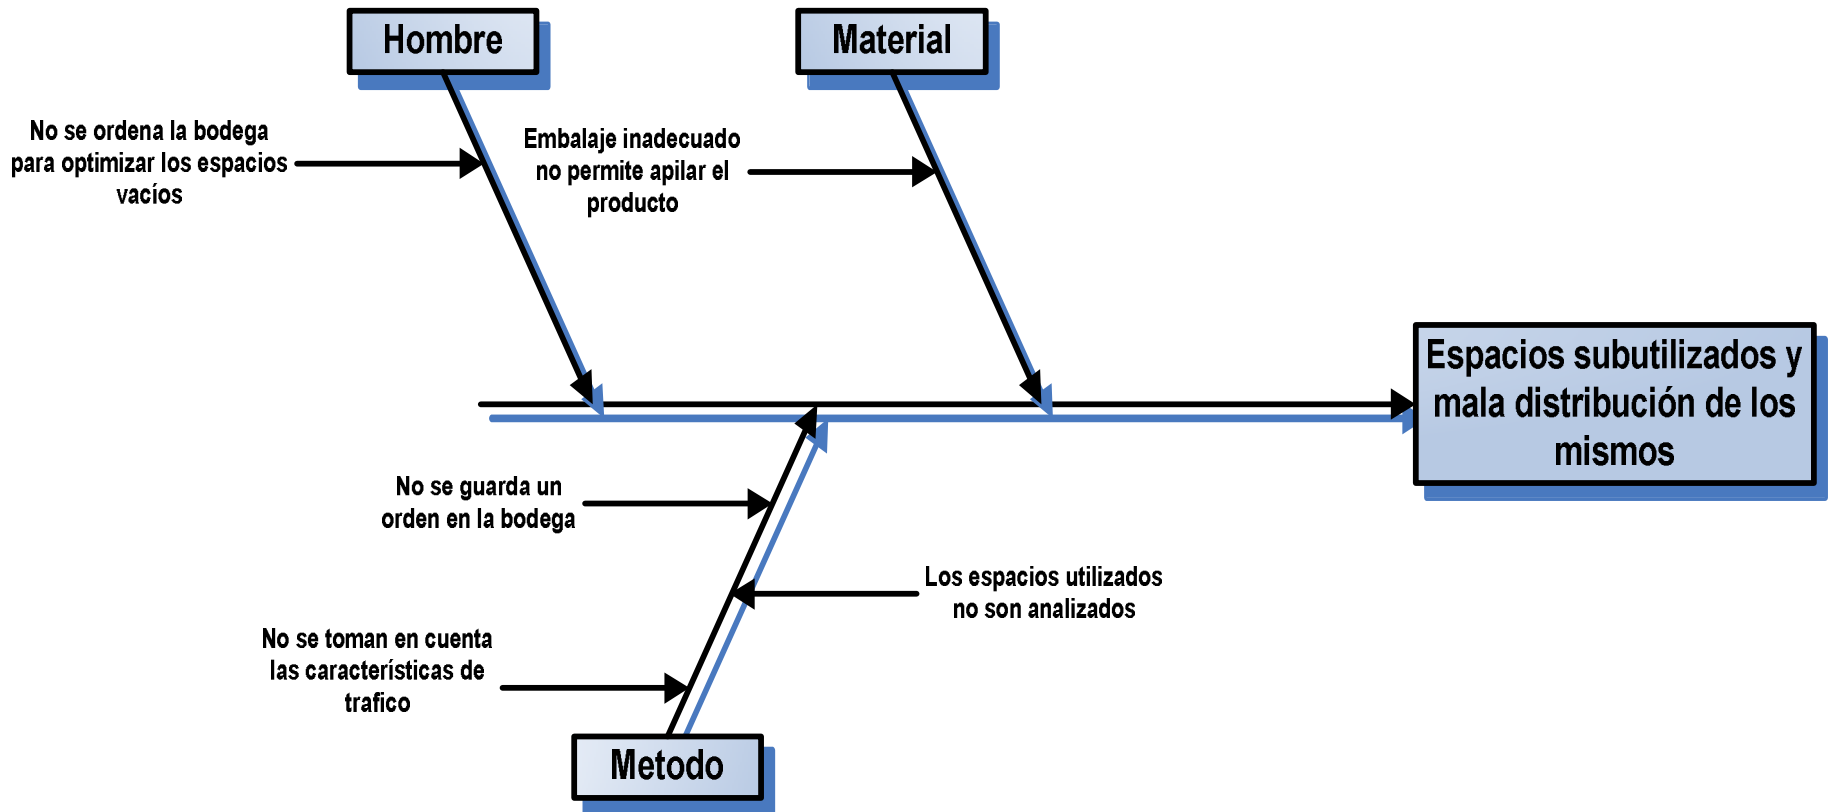 Hombre
Material
No se ordena la bodega
para optimizar los espacios
vacíos
Embalaje inadecuado
no permite apilar el
producto
Espacios subutilizados y
mala distribución de los
mismos
No se guarda un
orden en la bodega
Los espacios utilizados
no son analizados
No se toman en cuenta
las características de
trafico
Metodo